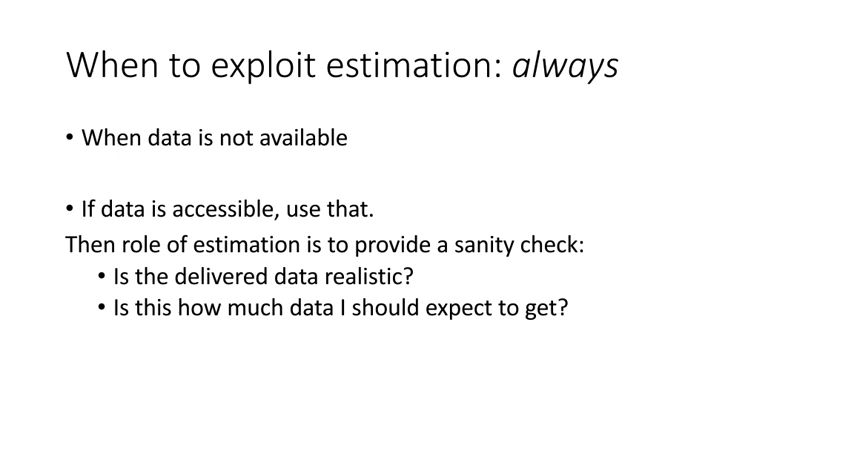 When to exploit estimation: always
• When data is not available
• If data is accessible, use that.
Then role of estimation is to provide a sanity check:
• Is the delivered data realistic?
• Is this how much data I should expect to get?